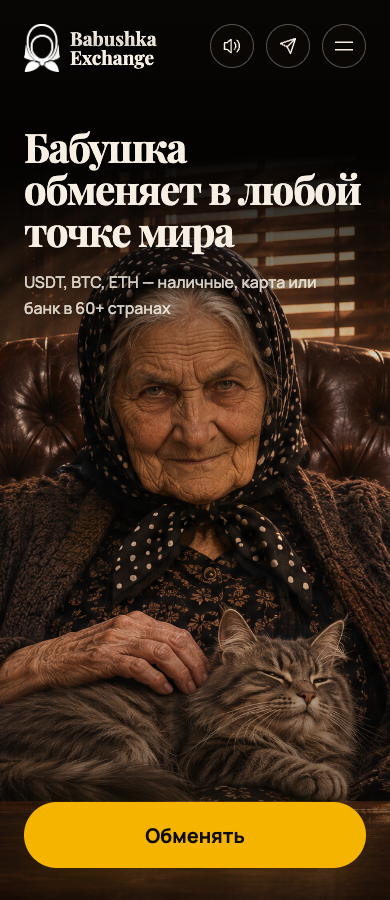 Babushka
Exchange
Бабушка
обменяет в любой
точке мира
USDT, BTC, ETH — наличные, карта или
банк в 60+ странах
Обменять